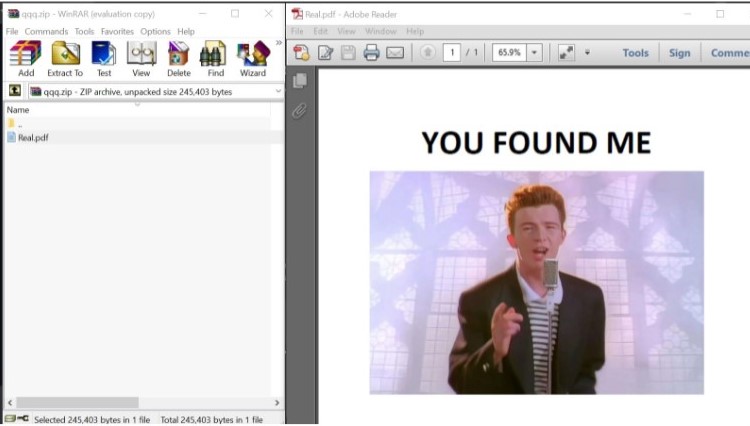 qqq.zip - WinRAR (evaluation copy)
File Commands Tools Favorites Options Help
Add Extract To Test View Delete Find Wizard
qqq.zip - ZIP archive, unpacked size 245,403 bytes
Name
..
Real.pdf
Selected 245,403 bytes in 1 file Total 245,403 bytes in 1 file
Real.pdf - Adobe Reader
File Edit View Window Help
1 / 1 65.9% Tools Sign Comme
YOU FOUND ME